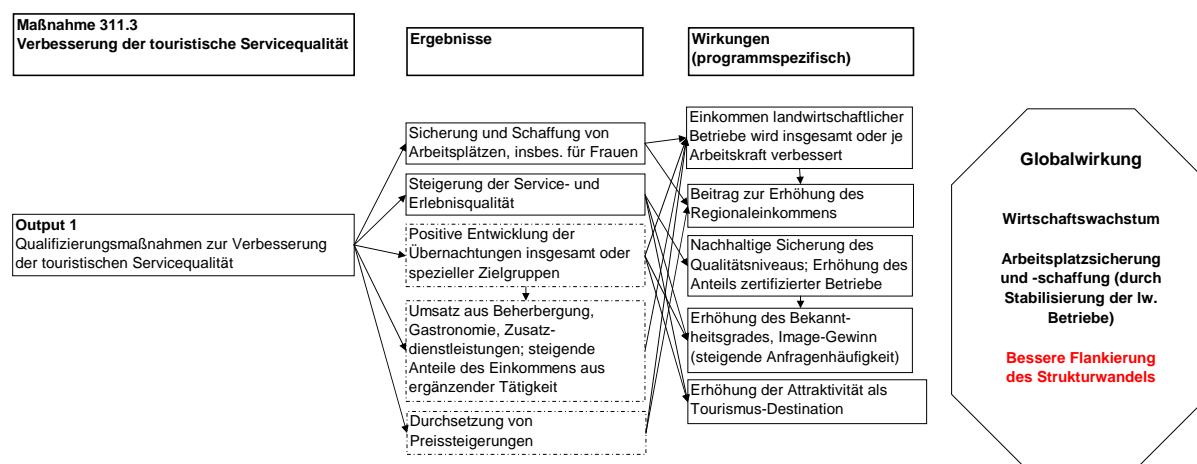 Maßnahme 311.3
Verbesserung der touristische Servicequalität
Ergebnisse
Wirkungen
(programmspezifisch)
Output 1
Qualifizierungsmaßnahmen zur Verbesserung
der touristischen Servicequalität
Sicherung und Schaffung von
Arbeitsplätzen, insbes. für Frauen
Steigerung der Service- und
Erlebnisqualität
Positive Entwicklung der
Übernachtungen insgesamt oder
spezieller Zielgruppen
Umsatz aus Beherbergung,
Gastronomie, Zusatz-
dienstleistungen; steigende
Anteile des Einkommens aus
ergänzender Tätigkeit
Durchsetzung von
Preissteigerungen
Einkommen landwirtschaftlicher
Betriebe wird insgesamt oder je
Arbeitskraft verbessert
Beitrag zur Erhöhung des
Regionaleinkommens
Nachhaltige Sicherung des
Qualitätsniveaus; Erhöhung des
Anteils zertifizierter Betriebe
Erhöhung des Bekannt-
heitsgrades, Image-Gewinn
(steigende Anfragenhäufigkeit)
Erhöhung der Attraktivität als
Tourismus-Destination
Globalwirkung
Wirtschaftswachstum
Arbeitsplatzsicherung
und -schaffung (durch
Stabilisierung der lw.
Betriebe)
Bessere Flankierung
des Strukturwandels